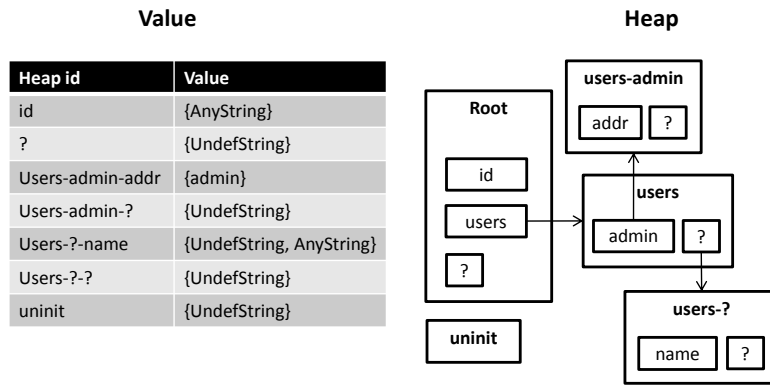 Value
Heap id Value
id {AnyString}
? {UndefString}
Users-admin-addr {admin}
Users-admin-? {UndefString}
Users-?-name {UndefString, AnyString}
Users-?-? {UndefString}
uninit {UndefString}
Heap
users-admin
addr ?
Root
id
users
?
users
admin ?
users-?
name ?
uninit